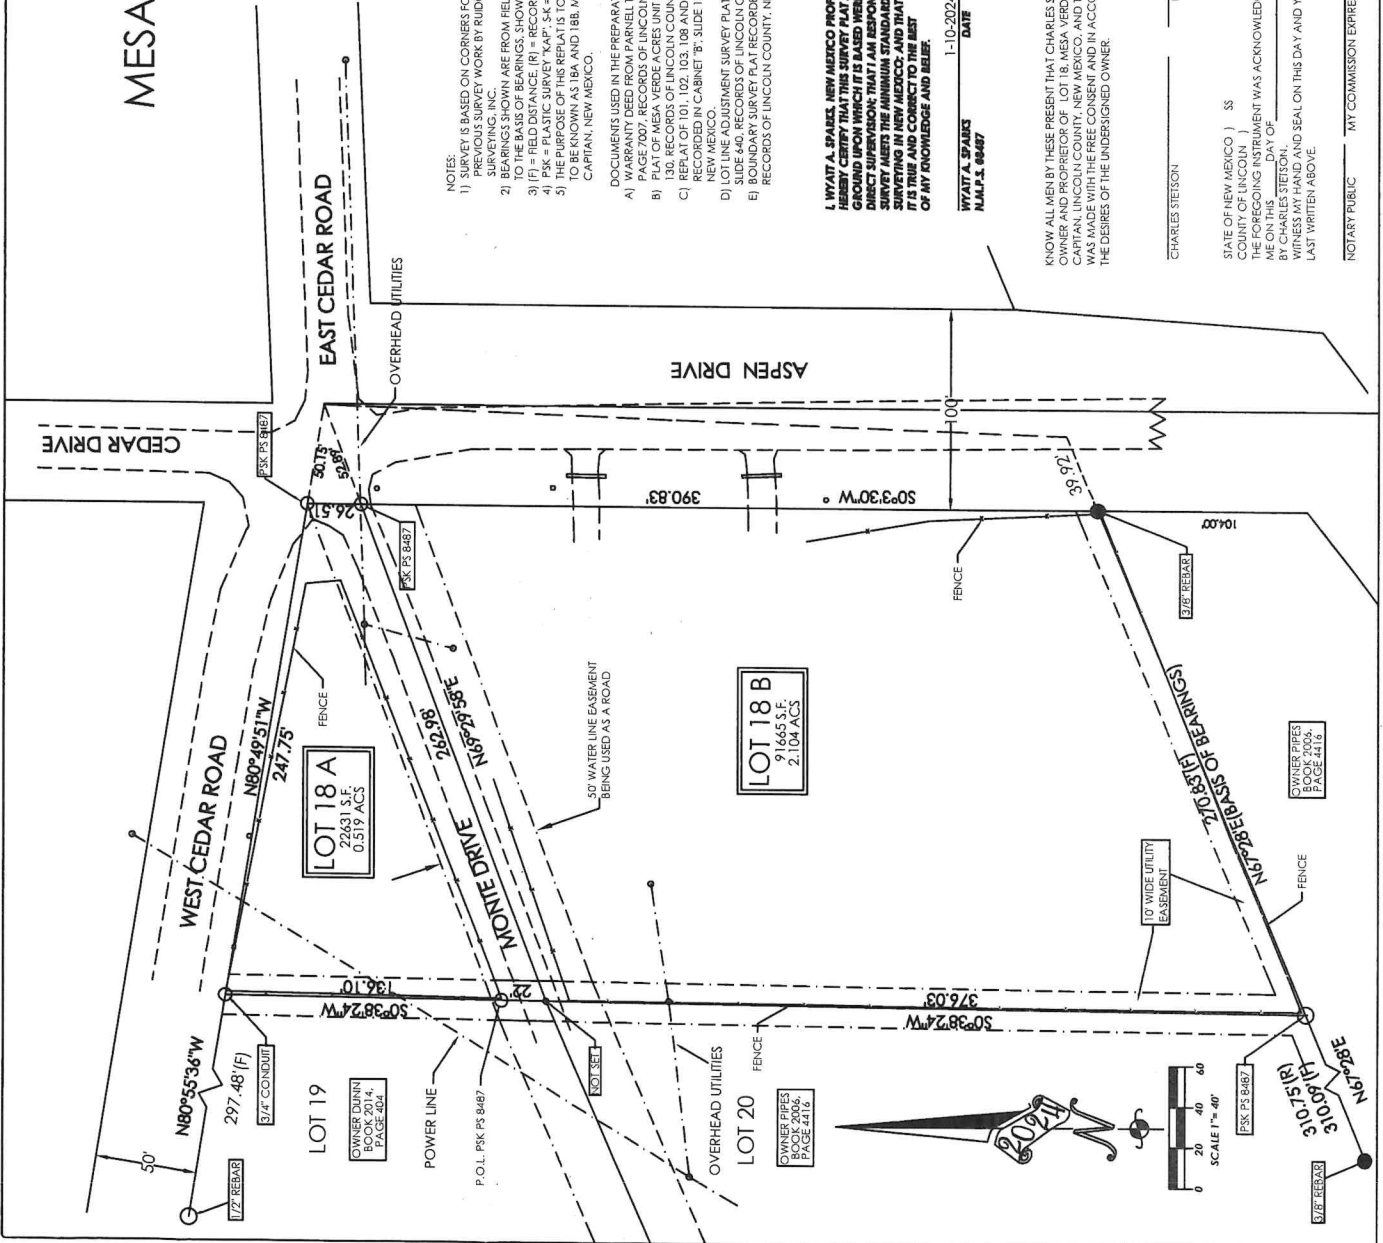 MESA
CEDAR DRIVE
EAST CEDAR ROAD
OVERHEAD UTILITIES
ASPEN DRIVE
100'
PSK PS 8487
50.15'
52.89'
26.51'
PSK PS 8487
390.83'
S0°3'30"W
39.92'
104.00'
3/8" REBAR
FENCE
WEST CEDAR ROAD
N80°49'51"W
247.75'
FENCE
LOT 18 A
22631 S.F.
0.519 ACS
262.98'
N69°29'58"E
MONTE DRIVE
50' WATER LINE EASEMENT
BEING USED AS A ROAD
LOT 18 B
91665 S.F.
2.104 ACS
270.83'(F)
N67°28'E(BASIS OF BEARINGS)
FENCE
OWNER PIPES
BOOK 2006,
PAGE 4416
10' WIDE UTILITY
EASEMENT
136.10'
S0°38'24"W
22'
376.03'
S0°38'24"W
FENCE
NOT SET
N80°55'36"W
297.48'(F)
50'
1/2" REBAR
3/4" CONDUIT
LOT 19
OWNER DUNN
BOOK 2014,
PAGE 404
POWER LINE
P.O.L. PSK PS 8487
OVERHEAD UTILITIES
LOT 20
OWNER PIPES
BOOK 2006,
PAGE 4416
2024
N
0 20 40 60
SCALE 1"= 40'
PSK PS 8487
310.75'(R)
310.09'(F)
N67°28'E
3/8" REBAR
NOTES:
1) SURVEY IS BASED ON CORNERS FO
PREVIOUS SURVEY WORK BY RUIDO
SURVEYING, INC.
2) BEARINGS SHOWN ARE FROM FIEL
TO THE BASIS OF BEARINGS, SHOW
3) (F) = FIELD DISTANCE, (R) = RECOR
4) PSK = PLASTIC SURVEY "KAP", S-K =
5) THE PURPOSE OF THIS REPLAT IS TO
TO BE KNOWN AS 18A AND 18B, M
CAPITAN, NEW MEXICO.
DOCUMENTS USED IN THE PREPARAT
A) WARRANTY DEED FROM PARNELL T
PAGE 7007, RECORDS OF LINCOLN
B) PLAT OF MESA VERDE ACRES UNIT
130, RECORDS OF LINCOLN COUN
C) REPLAT OF 101, 102, 103, 108 AND
RECORDED IN CABINET "B", SLIDE 1
NEW MEXICO.
D) LOT LINE ADJUSTMENT SURVEY PLAT
SLIDE 640, RECORDS OF LINCOLN C
E) BOUNDARY SURVEY PLAT RECORDE
RECORDS OF LINCOLN COUNTY, N
I, WYATT A. SPARKS, NEW MEXICO PROF
HEREBY CERTIFY THAT THIS SURVEY PLAT,
GROUND UPON WHICH IT IS BASED WERE
DIRECT SUPERVISION; THAT I AM RESPON
SURVEY MEETS THE MINIMUM STANDARD
SURVEYING IN NEW MEXICO; AND THAT
IT IS TRUE AND CORRECT TO THE BEST
OF MY KNOWLEDGE AND BELIEF.
1-10-202
WYATT A. SPARKS DATE
N.M.P.S. #8487
KNOW ALL MEN BY THESE PRESENT THAT CHARLES S
OWNER AND PROPRIETOR OF LOT 18, MESA VERD
CAPITAN, LINCOLN COUNTY, NEW MEXICO, AND T
WAS MADE WITH THE FREE CONSENT AND IN ACCO
THE DESIRES OF THE UNDERSIGNED OWNER.
CHARLES STETSON
STATE OF NEW MEXICO ) SS
COUNTY OF LINCOLN )
THE FOREGOING INSTRUMENT WAS ACKNOWLED
ME ON THIS ____ DAY OF ____
BY CHARLES STETSON.
WITNESS MY HAND AND SEAL ON THIS DAY AND Y
LAST WRITTEN ABOVE.
NOTARY PUBLIC MY COMMISSION EXPIRE